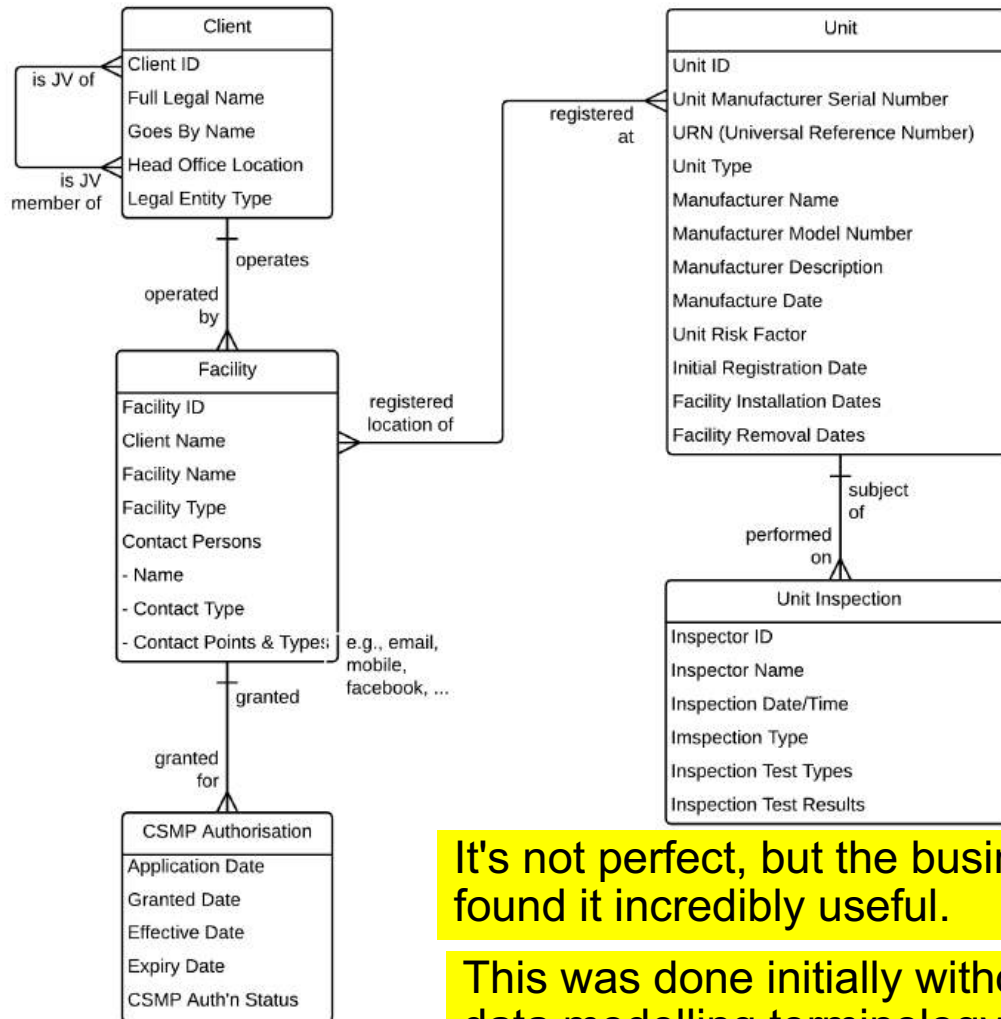 Client
Client ID
Full Legal Name
Goes By Name
Head Office Location
Legal Entity Type
is JV of
is JV
member of
operates
operated
by
Facility
Facility ID
Client Name
Facility Name
Facility Type
Contact Persons
- Name
- Contact Type
- Contact Points & Types
e.g., email,
mobile,
facebook, ...
registered
location of
registered
at
granted
granted
for
CSMP Authorisation
Application Date
Granted Date
Effective Date
Expiry Date
CSMP Auth'n Status
Unit
Unit ID
Unit Manufacturer Serial Number
URN (Universal Reference Number)
Unit Type
Manufacturer Name
Manufacturer Model Number
Manufacturer Description
Manufacture Date
Unit Risk Factor
Initial Registration Date
Facility Installation Dates
Facility Removal Dates
subject
of
performed
on
Unit Inspection
Inspector ID
Inspector Name
Inspection Date/Time
Imspection Type
Inspection Test Types
Inspection Test Results
It's not perfect, but the
found it incredibly useful.
This was done initially
data modelling terminology